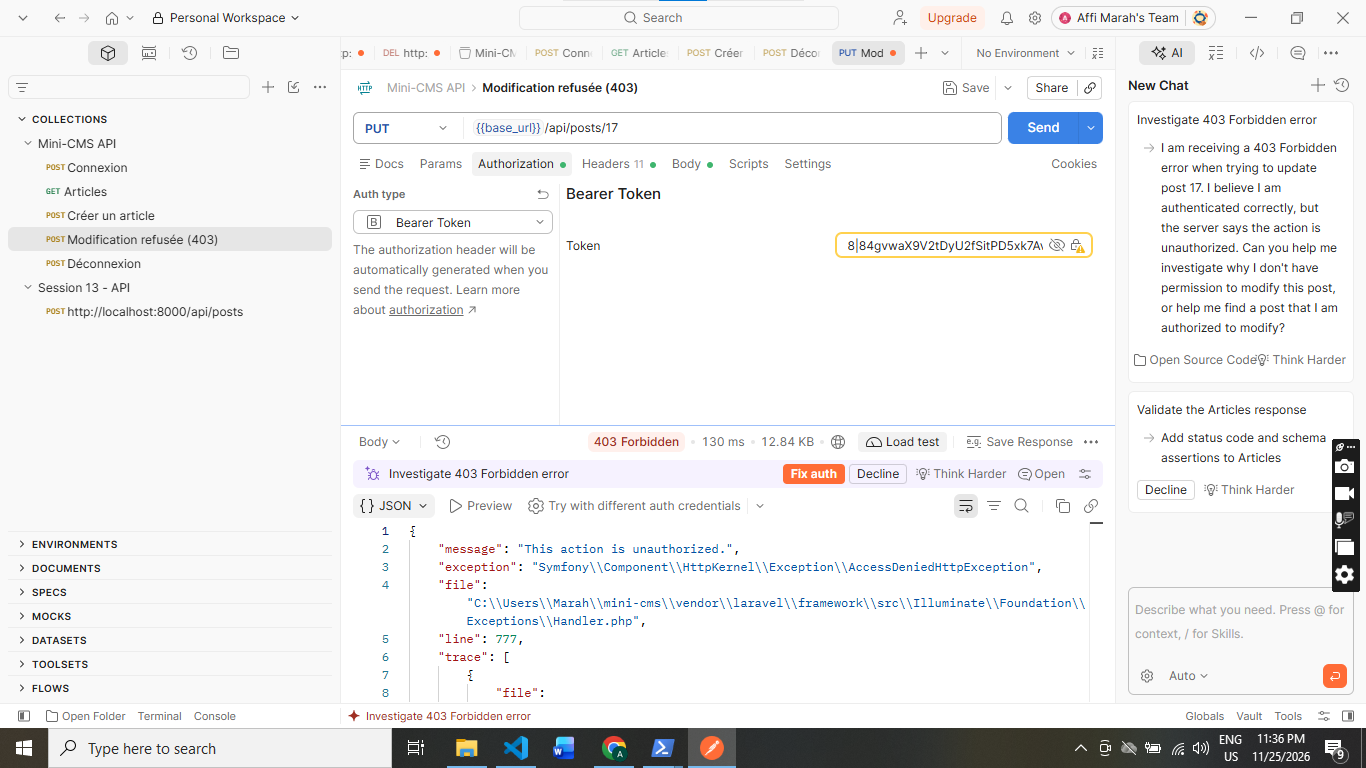 Personal Workspace
Search
Upgrade
Affi Marah's Team
DEL http:
Mini-CM
POST Conn
GET Article
POST Créer
POST Décor
PUT Mod
No Environment
AI
COLLECTIONS
Mini-CMS API
POST Connexion
GET Articles
POST Créer un article
POST Modification refusée (403)
POST Déconnexion
Session 13 - API
POST http://localhost:8000/api/posts
ENVIRONMENTS
DOCUMENTS
SPECS
MOCKS
DATASETS
TOOLSETS
FLOWS
HTTP Mini-CMS API > Modification refusée (403)
Save
Share
PUT
{{base_url}} /api/posts/17
Send
Docs Params Authorization Headers 11 Body Scripts Settings
Cookies
Auth type
Bearer Token
The authorization header will be
automatically generated when you
send the request. Learn more
about authorization
Bearer Token
Token
8|84gvwaX9V2tDyU2fSitPD5xk7A
Body
403 Forbidden • 130 ms • 12.84 KB
Load test
e.g. Save Response
Investigate 403 Forbidden error
Fix auth
Decline
Think Harder
Open
{} JSON
Preview
Try with different auth credentials
1 {
2 "message": "This action is unauthorized.",
3 "exception": "Symfony\\Component\\HttpKernel\\Exception\\AccessDeniedHttpException",
4 "file":
"C:\\Users\\Marah\\mini-cms\\vendor\\laravel\\framework\\src\\Illuminate\\Foundation\\
Exceptions\\Handler.php",
5 "line": 777,
6 "trace": [
7 {
8 "file":
New Chat
Investigate 403 Forbidden error
I am receiving a 403 Forbidden
error when trying to update
post 17. I believe I am
authenticated correctly, but
the server says the action is
unauthorized. Can you help me
investigate why I don't have
permission to modify this post,
or help me find a post that I am
authorized to modify?
Open Source Code
Think Harder
Validate the Articles response
Add status code and schema
assertions to Articles
Decline
Think Harder
Describe what you need. Press @ for
context, / for Skills.
Auto
Open Folder Terminal Console
Investigate 403 Forbidden error
Globals Vault Tools
Type here to search
ENG
US
11:36 PM
11/25/2026
9